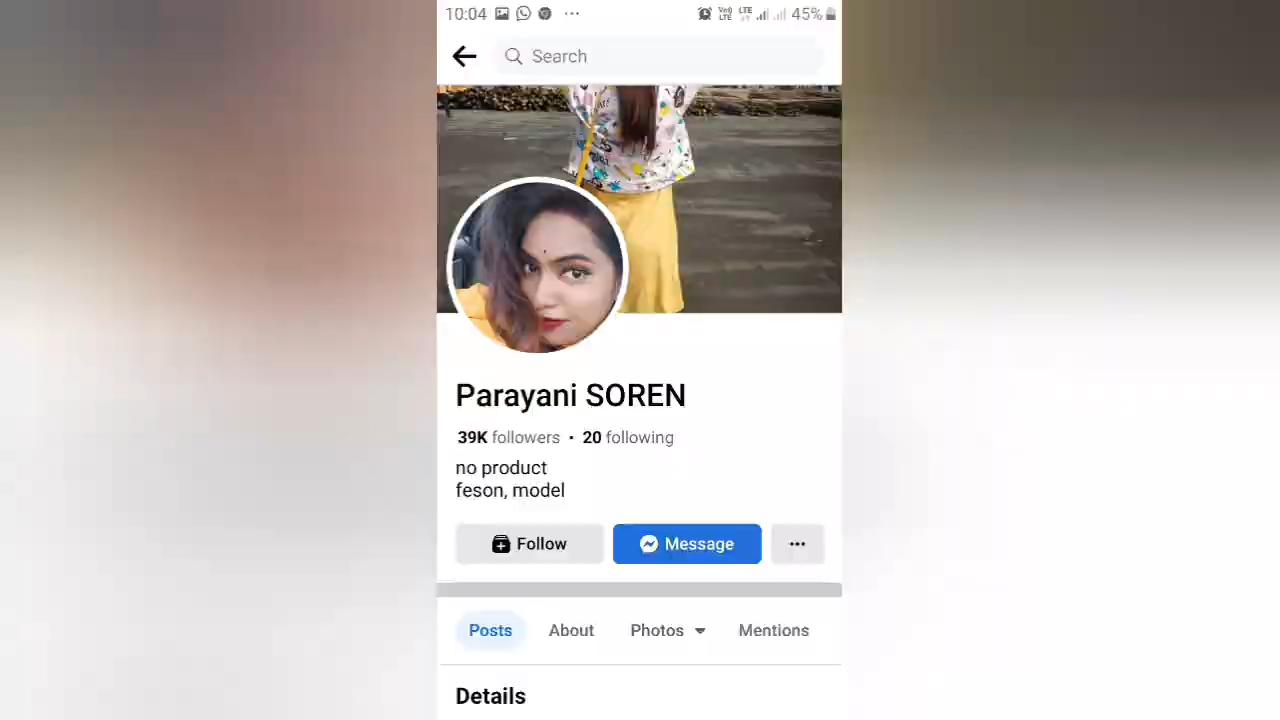 10:04 45%
Search
Parayani SOREN
39K followers • 20 following
no product
feson, model
Follow Message
Posts About Photos Mentions
Details